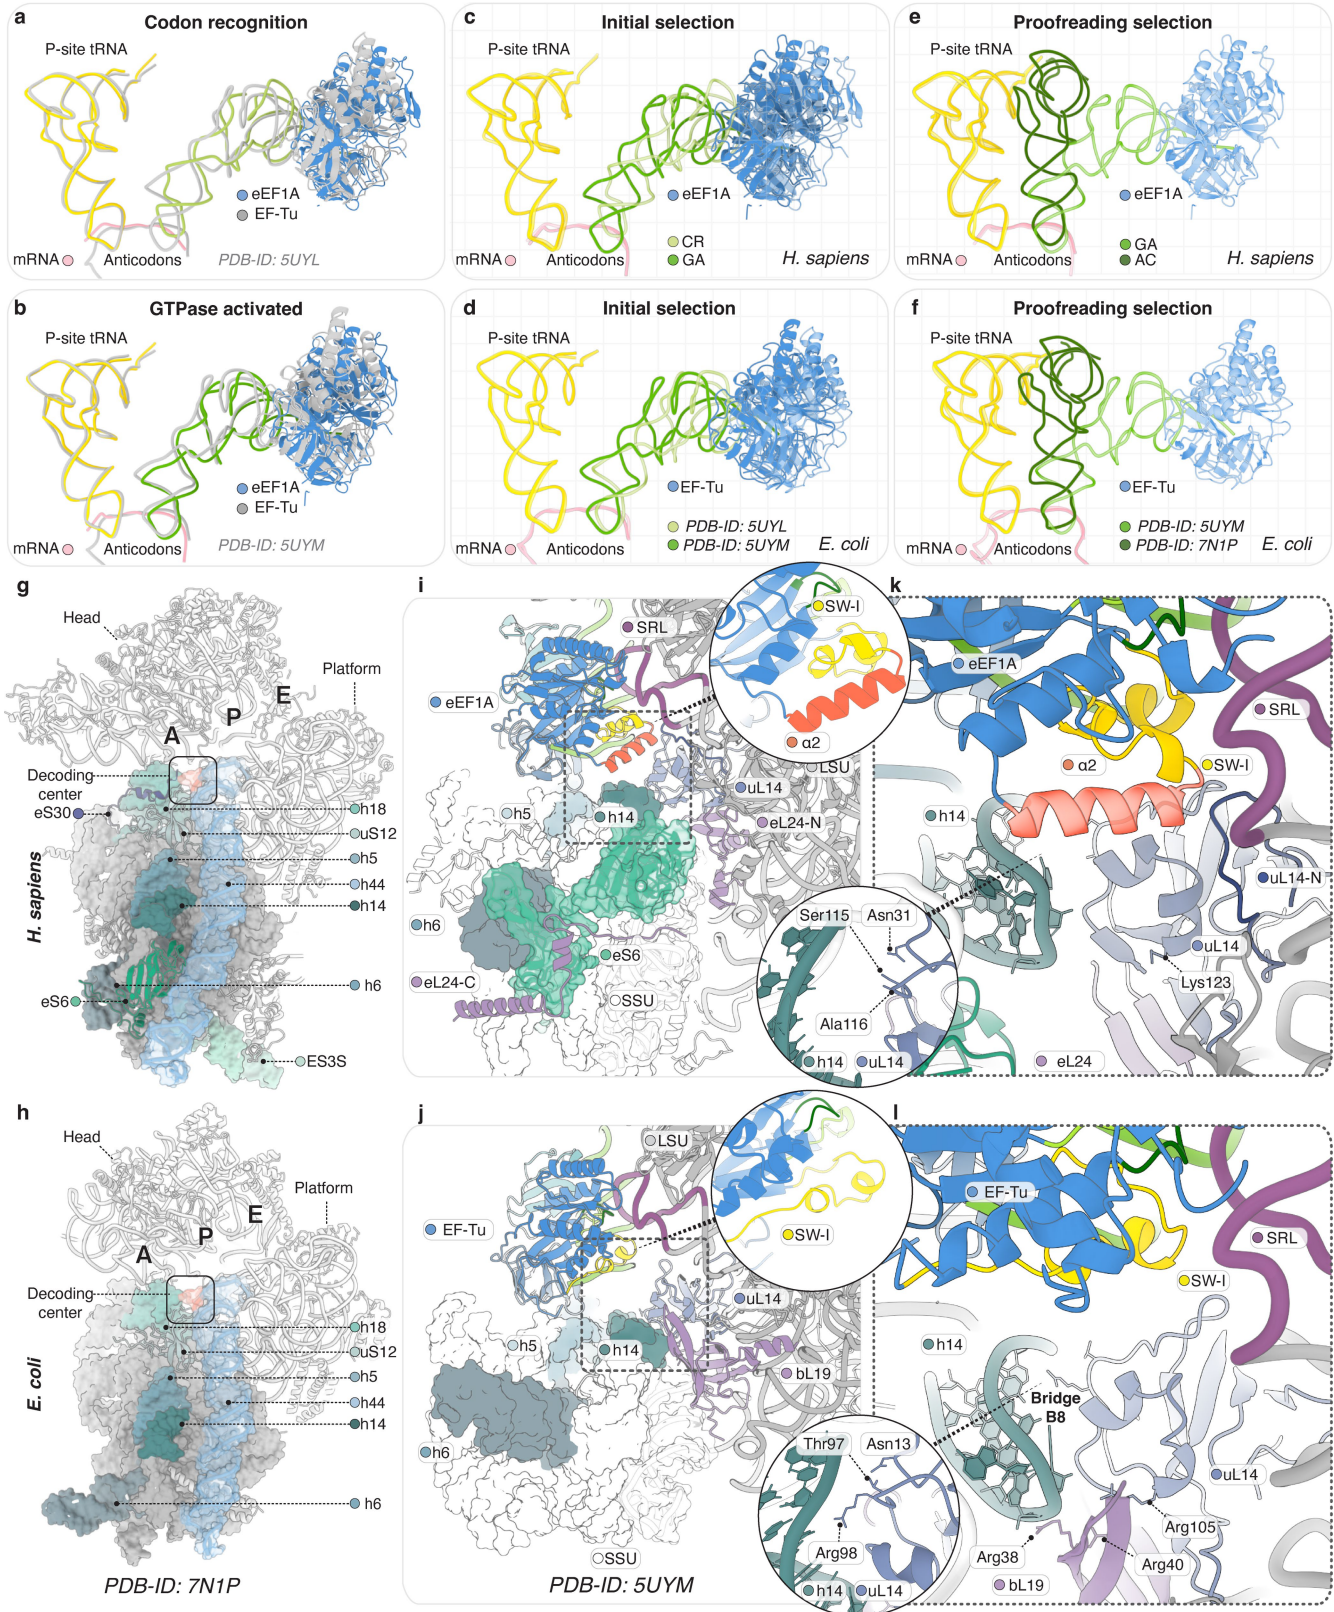 a
Codon recognition
P-site tRNA
eEF1A
EF-Tu
mRNA
Anticodons
PDB-ID: 5UYL
b
GTPase activated
P-site tRNA
eEF1A
EF-Tu
mRNA
Anticodons
PDB-ID: 5UYM
c
Initial selection
P-site tRNA
eEF1A
CR
GA
mRNA
Anticodons
H. sapiens
d
Initial selection
P-site tRNA
EF-Tu
PDB-ID: 5UYL
PDB-ID: 5UYM
mRNA
Anticodons
E. coli
e
Proofreading selection
P-site tRNA
eEF1A
GA
AC
mRNA
Anticodons
H. sapiens
f
Proofreading selection
P-site tRNA
EF-Tu
PDB-ID: 5UYM
PDB-ID: 7N1P
mRNA
Anticodons
E. coli
g
Head
Platform
E
P
A
Decoding
center
eS30
h18
uS12
h5
h44
h14
H. sapiens
h6
eS6
ES3S
h
Head
Platform
E
P
A
Decoding
center
h18
uS12
h5
h44
h14
E. coli
h6
PDB-ID: 7N1P
i
SRL
SW-I
eEF1A
α2
LSU
uL14
h5
h14
eL24-N
h6
eS6
eL24-C
SSU
Ser115
Asn31
Ala116
h14
uL14
j
LSU
EF-Tu
SW-I
uL14
h5
h14
bL19
h6
SSU
Thr97
Asn13
Arg98
h14
uL14
PDB-ID: 5UYM
k
eEF1A
SRL
α2
SW-I
h14
uL14-N
uL14
Lys123
eL24
l
EF-Tu
SRL
SW-I
h14
Bridge
B8
uL14
Arg105
Arg38
Arg40
bL19